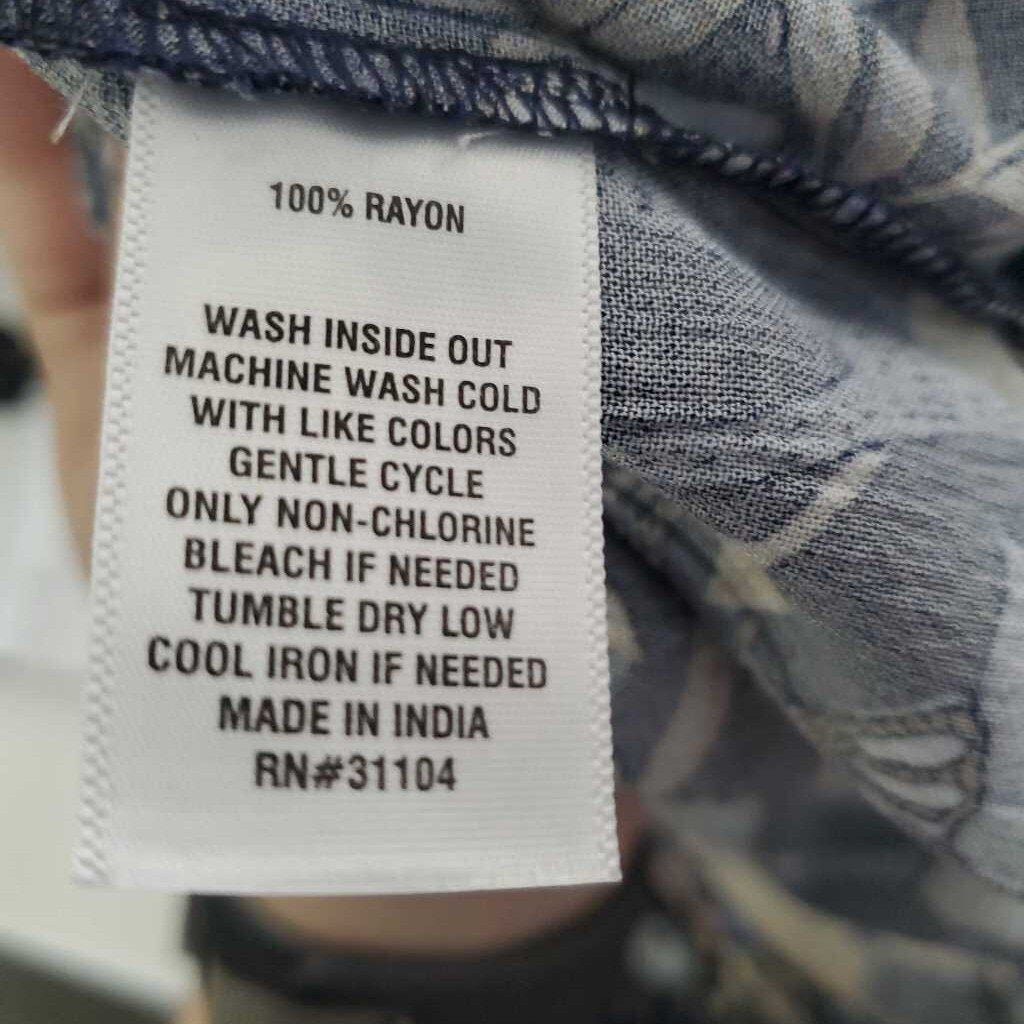 100% RAYON
WASH INSIDE OUT
MACHINE WASH COLD
WITH LIKE COLORS
GENTLE CYCLE
ONLY NON-CHLORINE
BLEACH IF NEEDED
TUMBLE DRY LOW
COOL IRON IF NEEDED
MADE IN INDIA
RN#31104